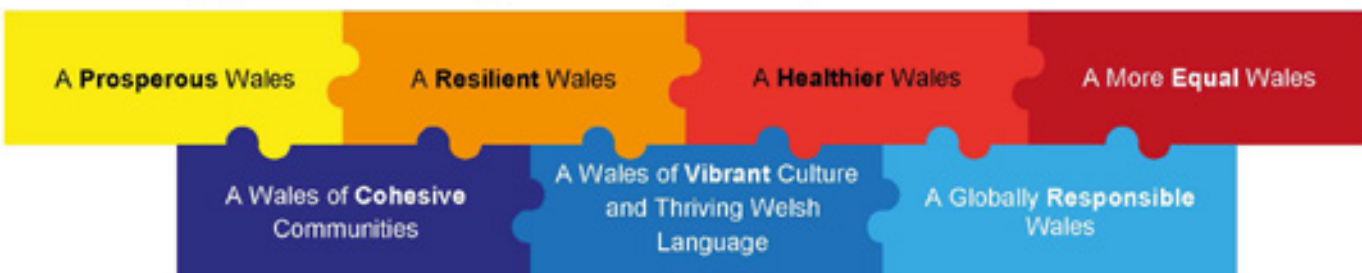 A Prosperous Wales
A Resilient Wales
A Healthier Wales
A More Equal Wales
A Wales of Cohesive
Communities
A Wales of Vibrant Culture
and Thriving Welsh
Language
A Globally Responsible
Wales